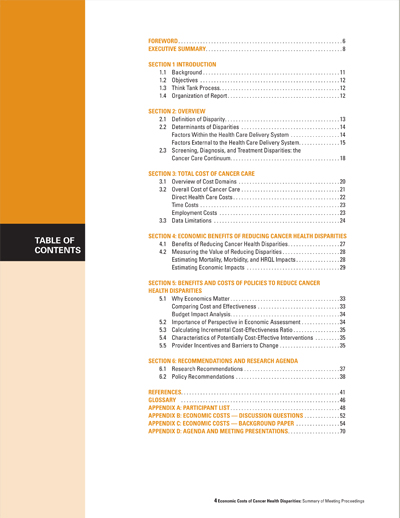 FOREWORD . . . . . 6
EXECUTIVE SUMMARY. . . . . 8
SECTION 1 INTRODUCTION
1.1 Background . . . . . 11
1.2 Objectives . . . . . 12
1.3 Think Tank Process. . . . . 12
1.4 Organization of Report . . . . . 12
SECTION 2: OVERVIEW
2.1 Definition of Disparity. . . . . 13
2.2 Determinants of Disparities . . . . . 14
Factors Within the Health Care Delivery System . . . . . 14
Factors External to the Health Care Delivery System. . . . . 15
2.3 Screening, Diagnosis, and Treatment Disparities: the
Cancer Care Continuum. . . . . 18
SECTION 3: TOTAL COST OF CANCER CARE
3.1 Overview of Cost Domains . . . . . 20
3.2 Overall Cost of Cancer Care . . . . . 21
Direct Health Care Costs . . . . . 22
Time Costs . . . . . 23
Employment Costs . . . . . 23
3.3 Data Limitations . . . . . 24
SECTION 4: ECONOMIC BENEFITS OF REDUCING CANCER HEALTH DISPARITIES
4.1 Benefits of Reducing Cancer Health Disparities. . . . . 27
4.2 Measuring the Value of Reducing Disparities . . . . . 28
Estimating Mortality, Morbidity, and HRQL Impacts . . . . . 28
Estimating Economic Impacts . . . . . 29
SECTION 5: BENEFITS AND COSTS OF POLICIES TO REDUCE CANCER
HEALTH DISPARITIES
5.1 Why Economics Matter . . . . . 33
Comparing Cost and Effectiveness . . . . . 33
Budget Impact Analysis. . . . . 34
5.2 Importance of Perspective in Economic Assessment . . . . . 34
5.3 Calculating Incremental Cost-Effectiveness Ratio . . . . . 35
5.4 Characteristics of Potentially Cost-Effective Interventions . . . . . 35
5.5 Provider Incentives and Barriers to Change . . . . . 35
SECTION 6: RECOMMENDATIONS AND RESEARCH AGENDA
6.1 Research Recommendations . . . . . 37
6.2 Policy Recommendations . . . . . 38
REFERENCES. . . . . 41
GLOSSARY . . . . . 46
APPENDIX A: PARTICIPANT LIST . . . . . 48
APPENDIX B: ECONOMIC COSTS — DISCUSSION QUESTIONS . . . . . 52
APPENDIX C: ECONOMIC COSTS — BACKGROUND PAPER . . . . . 54
APPENDIX D: AGENDA AND MEETING PRESENTATIONS. . . . . 70
TABLE OF
CONTENTS
4 Economic Costs of Cancer Health Disparities: Summary of Meeting Proceedings